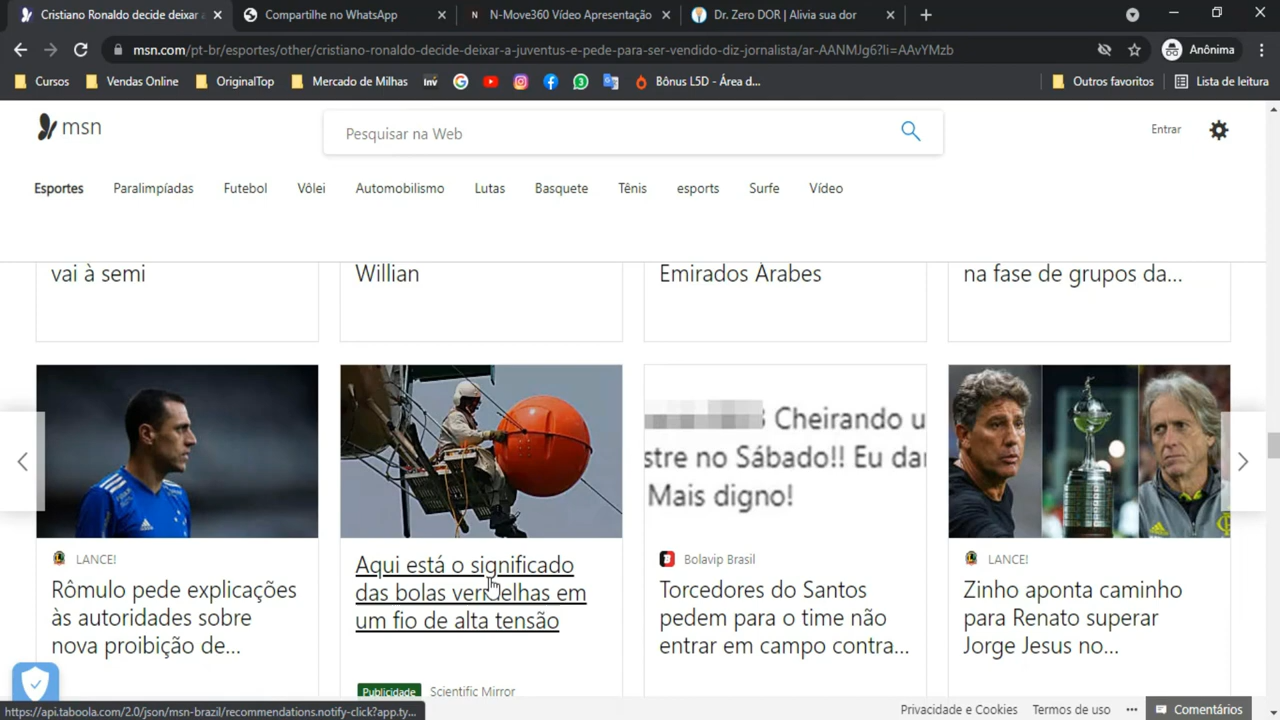 Cristiano Ronaldo decide deixar a
Compartilhe no WhatsApp
N-Move360 Vídeo Apresentação
Dr. Zero DOR | Alivia sua dor
msn.com/pt-br/esportes/other/cristiano-ronaldo-decide-deixar-a-juventus-e-pede-para-ser-vendido-diz-jornalista/ar-AANMJg6?li=AAvYMzb
Anônima
Cursos
Vendas Online
OriginalTop
Mercado de Milhas
inv
Bônus L5D - Área d...
Outros favoritos
Lista de leitura
msn
Pesquisar na Web
Entrar
Esportes
Paralimpíadas
Futebol
Vôlei
Automobilismo
Lutas
Basquete
Tênis
esports
Surfe
Vídeo
vai à semi
Willian
Emirados Árabes
na fase de grupos da...
Cheirando u
stre no Sábado!! Eu dar
Mais digno!
LANCE!
Rômulo pede explicações
às autoridades sobre
nova proibição de...
Aqui está o significado
das bolas vermelhas em
um fio de alta tensão
Publicidade
Scientific Mirror
Bolavip Brasil
Torcedores do Santos
pedem para o time não
entrar em campo contra...
LANCE!
Zinho aponta caminho
para Renato superar
Jorge Jesus no...
https://api.taboola.com/2.0/json/msn-brazil/recommendations.notify-click?app.ty...
Privacidade e Cookies
Termos de uso
...
Comentários